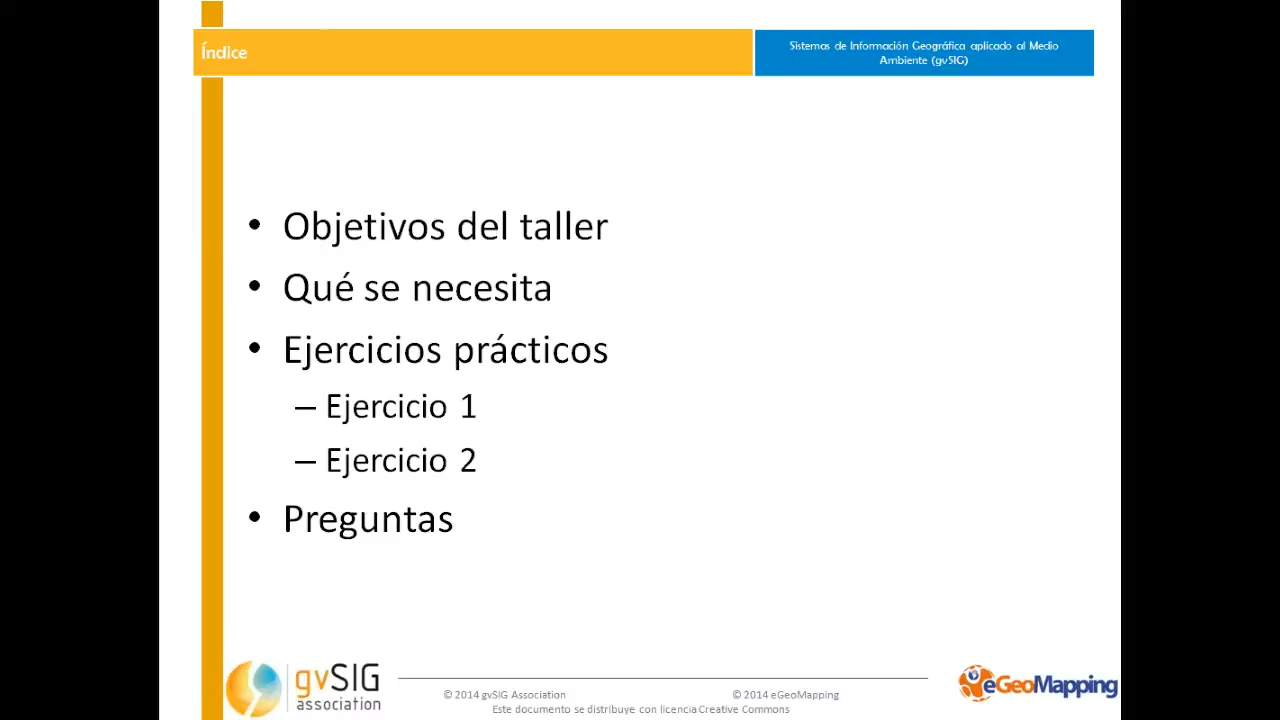 Índice
Sistemas de Información Geográfica aplicado al Medio
Ambiente (gvSIG)
• Objetivos del taller
• Qué se necesita
• Ejercicios prácticos
– Ejercicio 1
– Ejercicio 2
• Preguntas
gvSIG
association
© 2014 gvSIG Association
© 2014 eGeoMapping
Este documento se distribuye con licencia Creative Commons
eGeoMapping